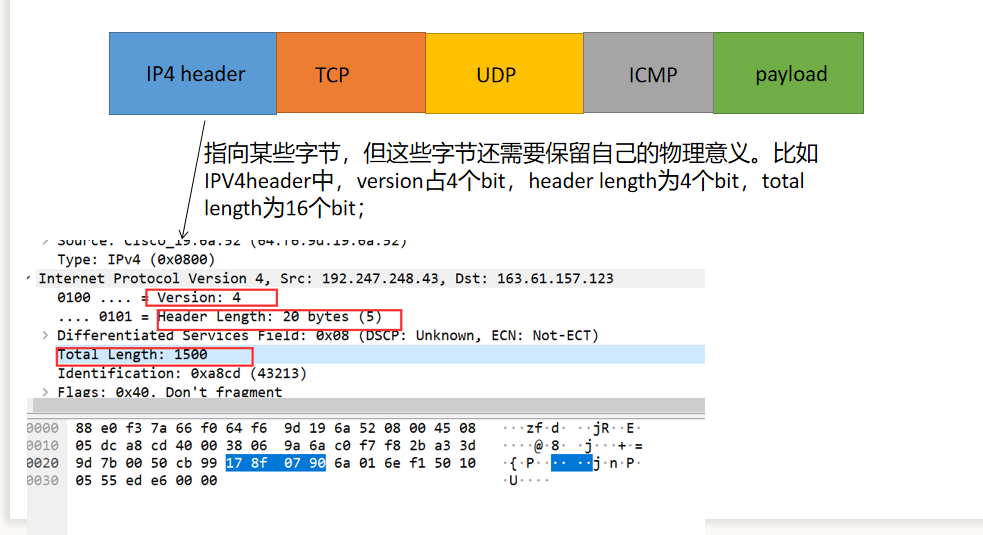 IP4 header
TCP
UDP
ICMP
payload
指向某些字节，但这些字节还需要保留自己的物理意义。比如
IPV4header中，version占4个bit，header length为4个bit，total
length为16个bit；
Source: Cisco_19:6a:52 (64:f6:9d:19:6a:52)
Type: IPv4 (0x0800)
Internet Protocol Version 4, Src: 192.247.248.43, Dst: 163.61.157.123
0100 .... = Version: 4
.... 0101 = Header Length: 20 bytes (5)
Differentiated Services Field: 0x08 (DSCP: Unknown, ECN: Not-ECT)
Total Length: 1500
Identification: 0xa8cd (43213)
Flags: 0x40, Don't fragment
0000 88 e0 f3 7a 66 f0 64 f6 9d 19 6a 52 08 00 45 08 ···zf·d· ··jR··E·
0010 05 dc a8 cd 40 00 38 06 9a 6a c0 f7 f8 2b a3 3d ····@·8· ·j···+·=
0020 9d 7b 00 50 cb 99 17 8f 07 90 6a 01 6e f1 50 10 ·{·P···· ··j·n·P·
0030 05 55 ed e6 00 00 ·U····